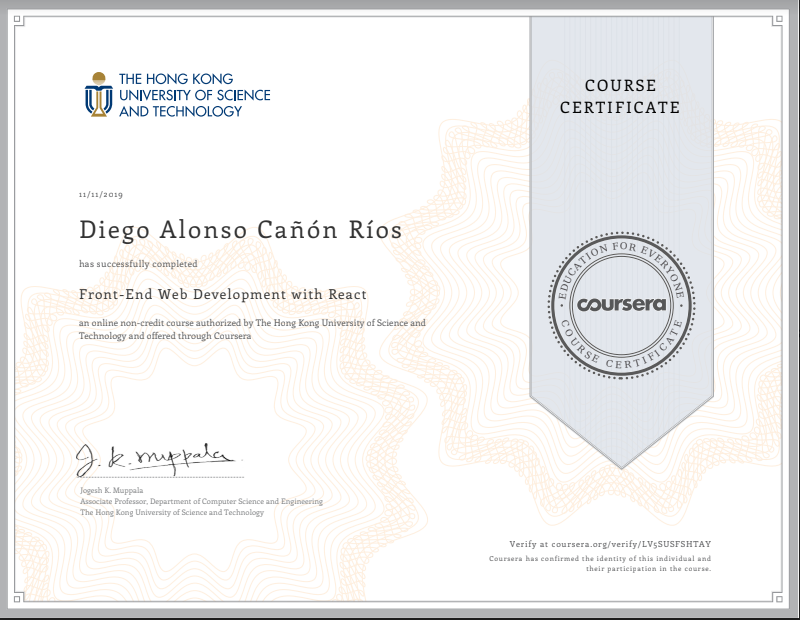 THE HONG KONG
UNIVERSITY OF SCIENCE
AND TECHNOLOGY
COURSE
CERTIFICATE
11/11/2019
Diego Alonso Cañón Ríos
has successfully completed
Front-End Web Development with React
an online non-credit course authorized by The Hong Kong University of Science and
Technology and offered through Coursera
EDUCATION FOR EVERYONE
coursera
COURSE CERTIFICATE
J. K. Muppala
Jogesh K. Muppala
Associate Professor, Department of Computer Science and Engineering
The Hong Kong University of Science and Technology
Verify at coursera.org/verify/LV5SUSFSHTAY
Coursera has confirmed the identity of this individual and
their participation in the course.